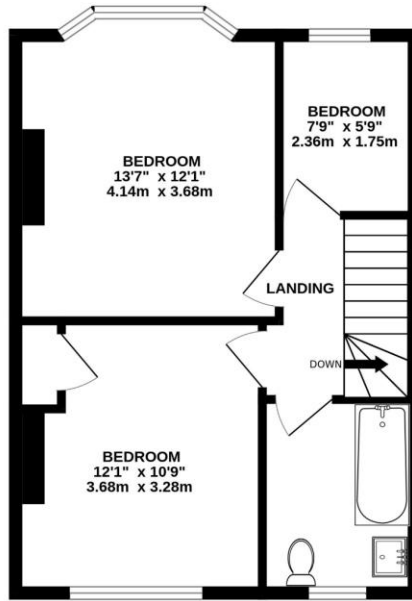 BEDROOM
13'7" x 12'1"
4.14m x 3.68m
BEDROOM
7'9" x 5'9"
2.36m x 1.75m
LANDING
DOWN
BEDROOM
12'1" x 10'9"
3.68m x 3.28m